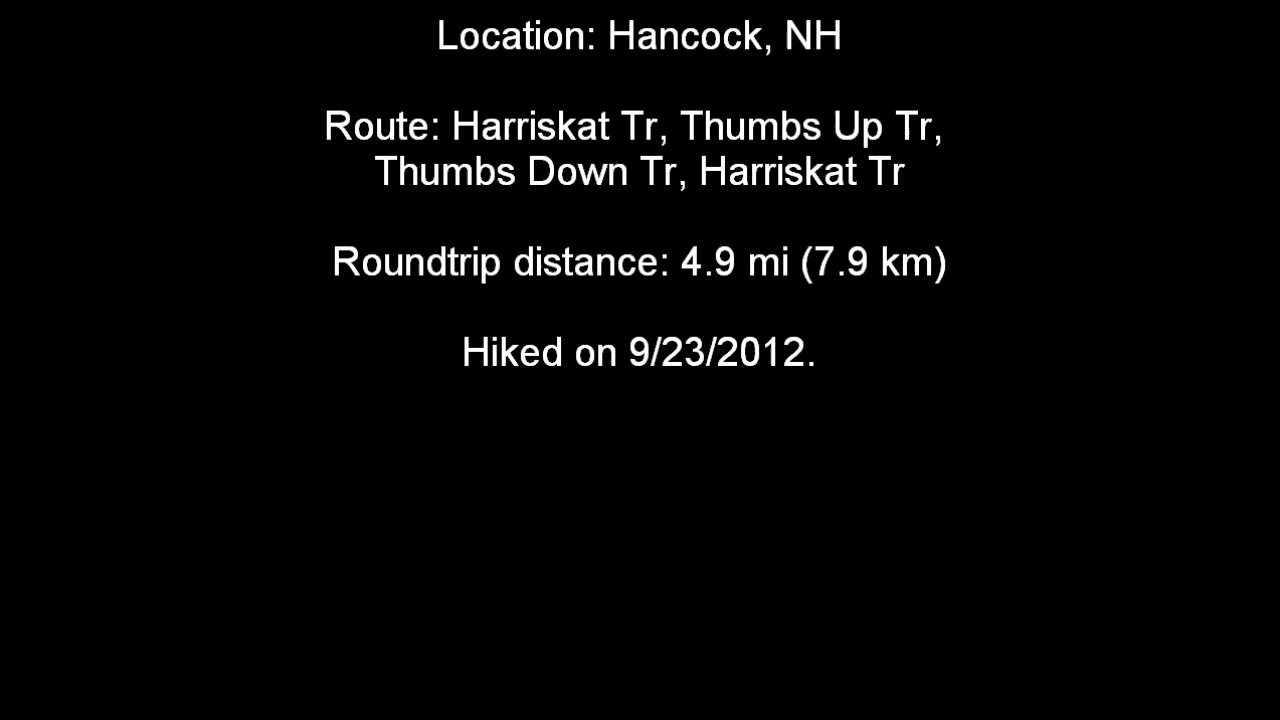 Location: Hancock, NH
Route: Harriskat Tr, Thumbs Up Tr,
Thumbs Down Tr, Harriskat Tr
Roundtrip distance: 4.9 mi (7.9 km)
Hiked on 9/23/2012.